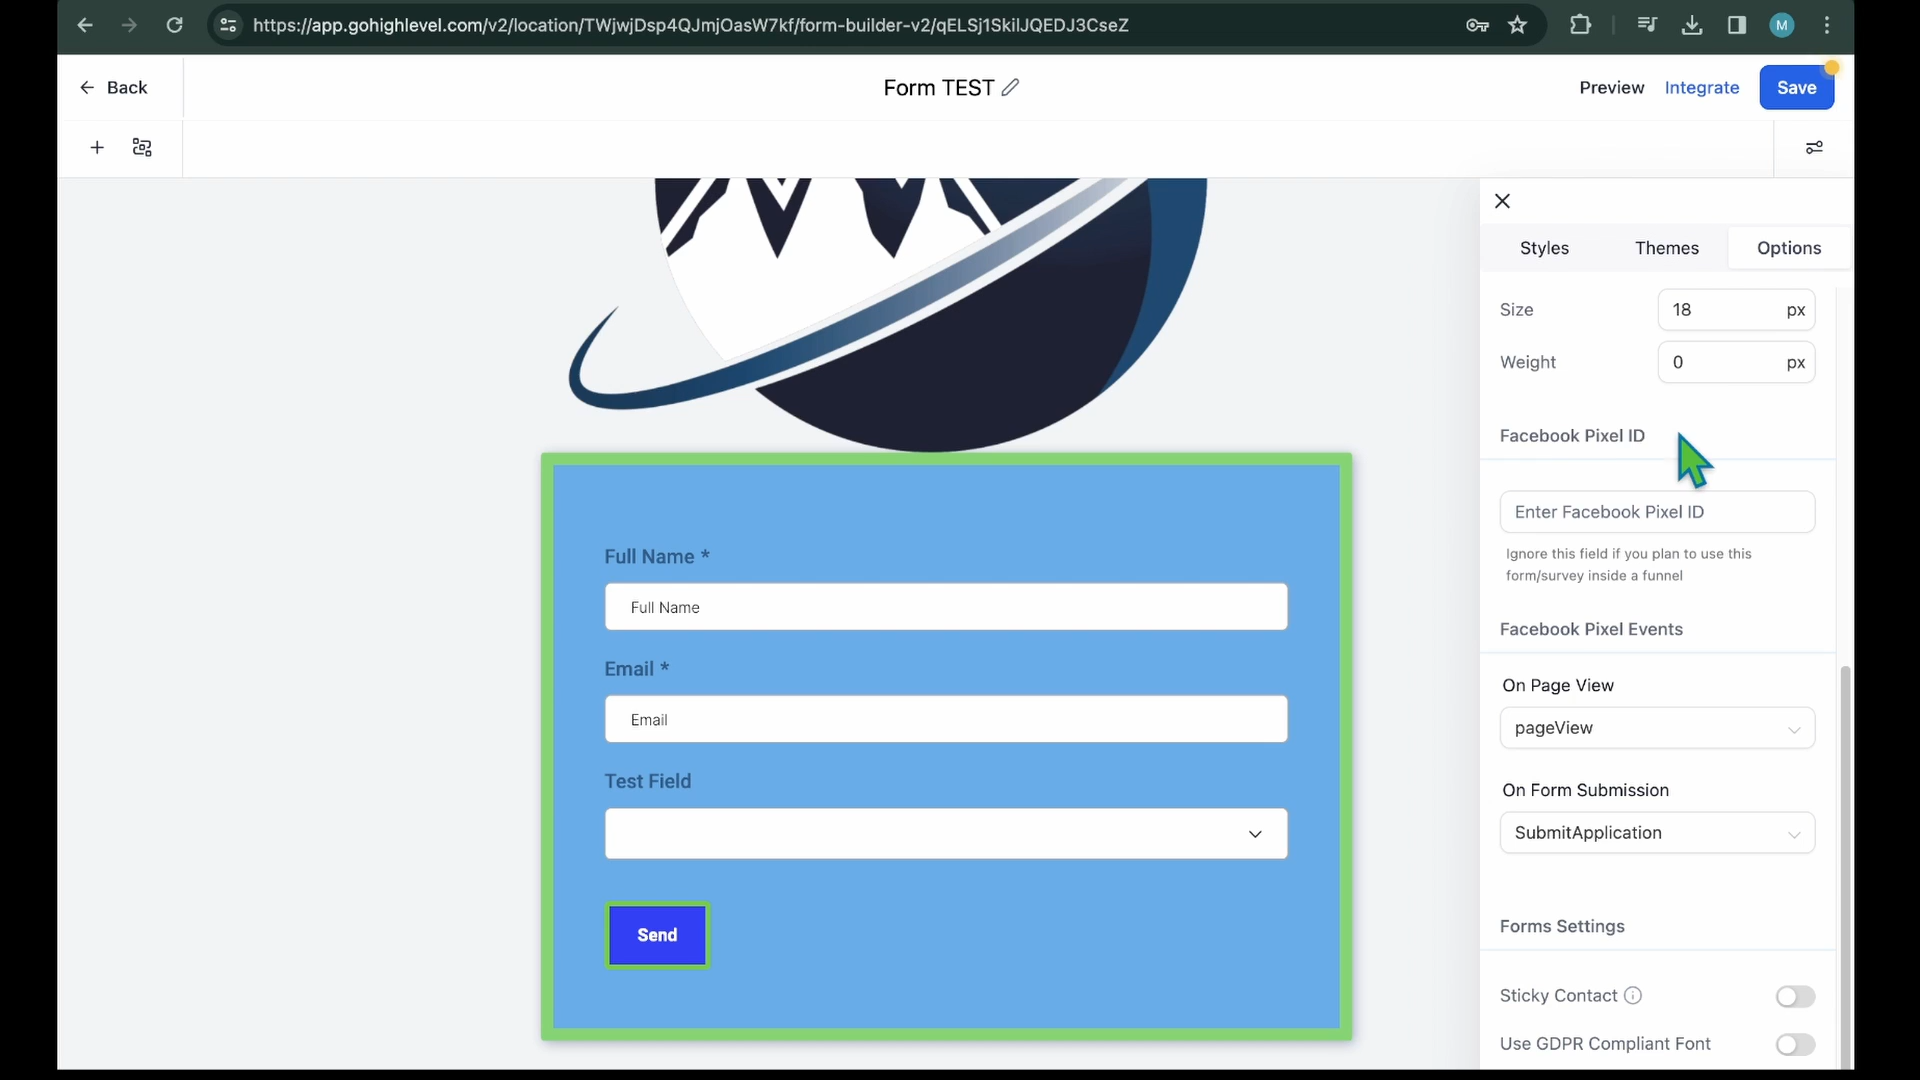 https://app.gohighlevel.com/v2/location/TWjwjDsp4QJmjOasW7kf/form-builder-v2/qELSj1SkilJQEDJ3CseZ
M
Back
Form TEST
Preview
Integrate
Save
Styles
Themes
Options
Size
18
px
Weight
0
px
Facebook Pixel ID
Enter Facebook Pixel ID
Ignore this field if you plan to use this
form/survey inside a funnel
Facebook Pixel Events
On Page View
pageView
On Form Submission
SubmitApplication
Forms Settings
Sticky Contact
Use GDPR Compliant Font
Full Name *
Full Name
Email *
Email
Test Field
Send